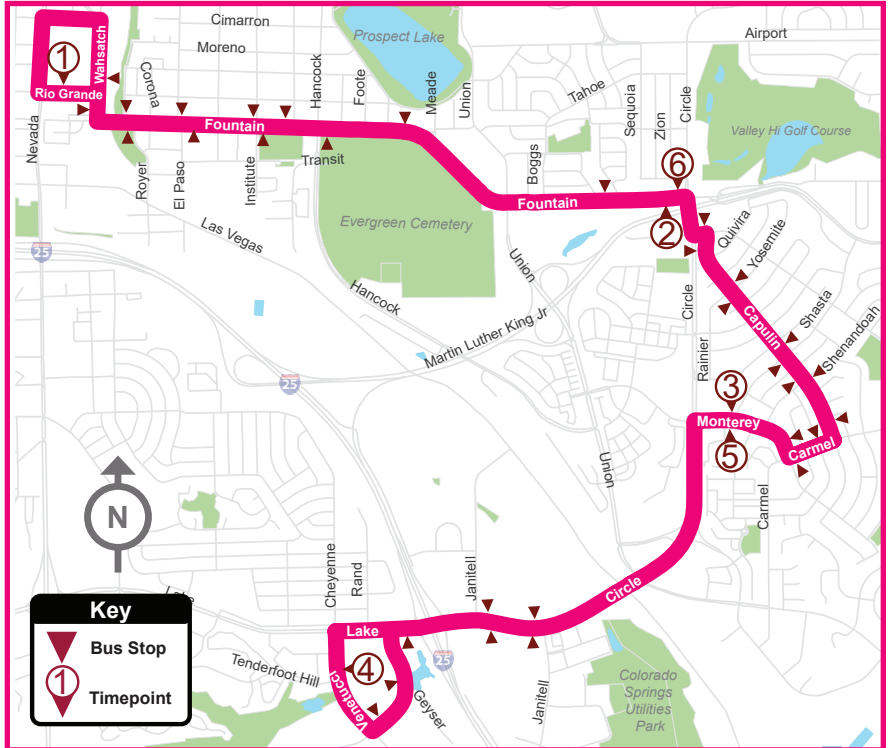 Cimarron
Moreno
Airport
Prospect Lake
Wahsatch
1
Rio Grande
Corona
Hancock
Foote
Meade
Union
Tahoe
Sequoia
Zion
Circle
Valley Hi Golf Course
Nevada
Fountain
Transit
Royer
El Paso
Institute
Boggs
6
Fountain
2
Evergreen Cemetery
Las Vegas
Quivira
Yosemite
25
Union
Hancock
Circle
Capulin
Shasta
Shenandoah
Martin Luther King Jr
25
Rainier
3
Monterey
5
Carmel
Union
Carmel
N
Cheyenne
Rand
Janitell
Circle
Lake
Lake
4
25
Tenderfoot Hill
Venetucci
Geyser
Janitell
Colorado
Springs
Utilities
Park
Key
Bus Stop
1
Timepoint